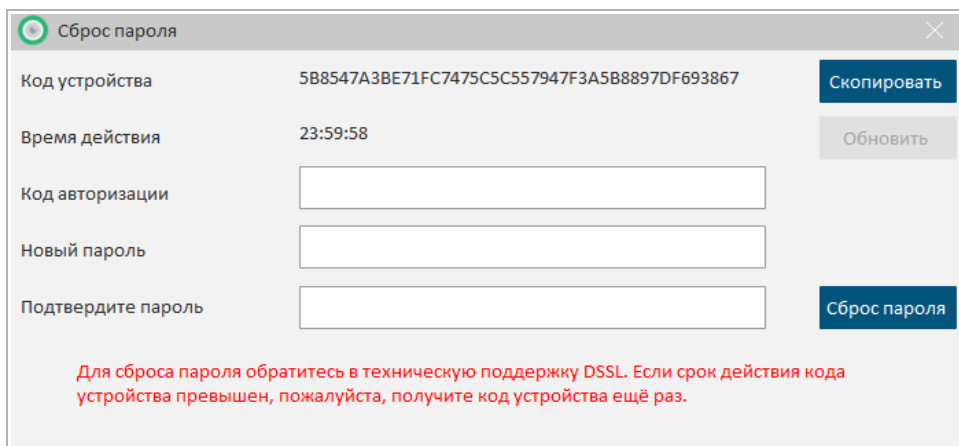 Сброс пароля
Код устройства 5B8547A3BE71FC7475C5C557947F3A5B8897DF693867 Скопировать
Время действия 23:59:58 Обновить
Код авторизации
Новый пароль
Подтвердите пароль Сброс пароля
Для сброса пароля обратитесь в техническую поддержку DSSL. Если срок действия кода
устройства превышен, пожалуйста, получите код устройства ещё раз.